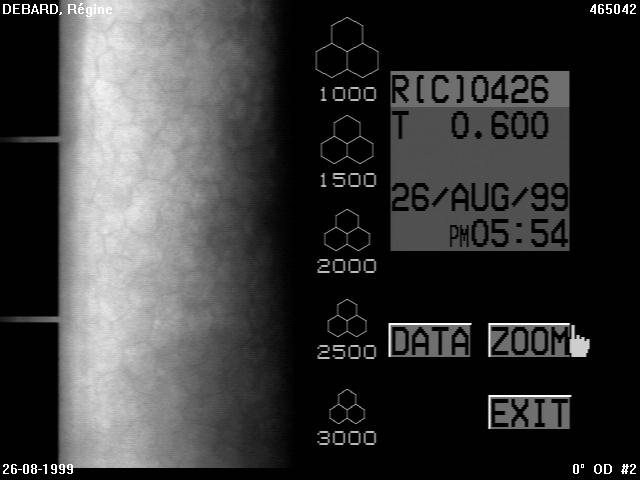 DEBARD, Régine
465042
1000
1500
2000
2500
3000
R[C]0426
T 0.600
26/AUG/99
PM05:54
DATA
ZOOM
EXIT
26-08-1999
0° OD #2